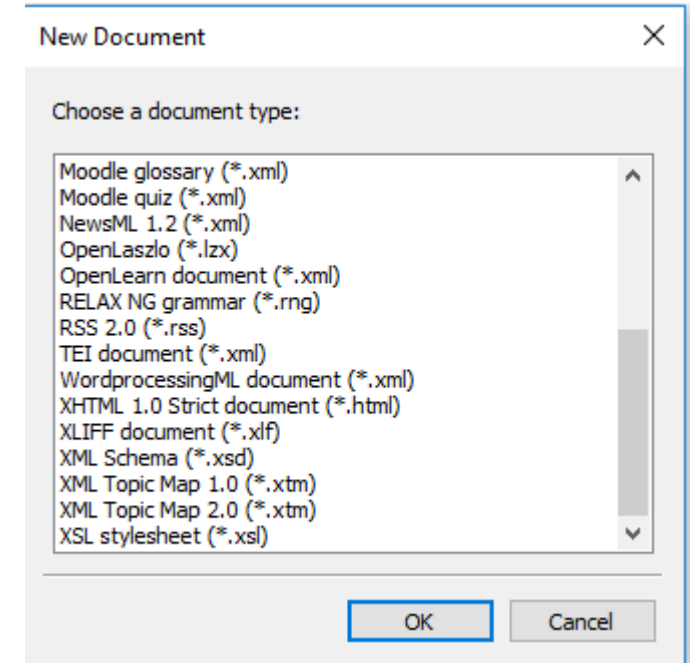 New Document
Choose a document type:
Moodle glossary (*.xml)
Moodle quiz (*.xml)
NewsML 1.2 (*.xml)
OpenLaszlo (*.lzx)
OpenLearn document (*.xml)
RELAX NG grammar (*.rng)
RSS 2.0 (*.rss)
TEI document (*.xml)
WordprocessingML document (*.xml)
XHTML 1.0 Strict document (*.html)
XLIFF document (*.xlf)
XML Schema (*.xsd)
XML Topic Map 1.0 (*.xtm)
XML Topic Map 2.0 (*.xtm)
XSL stylesheet (*.xsl)
OK Cancel